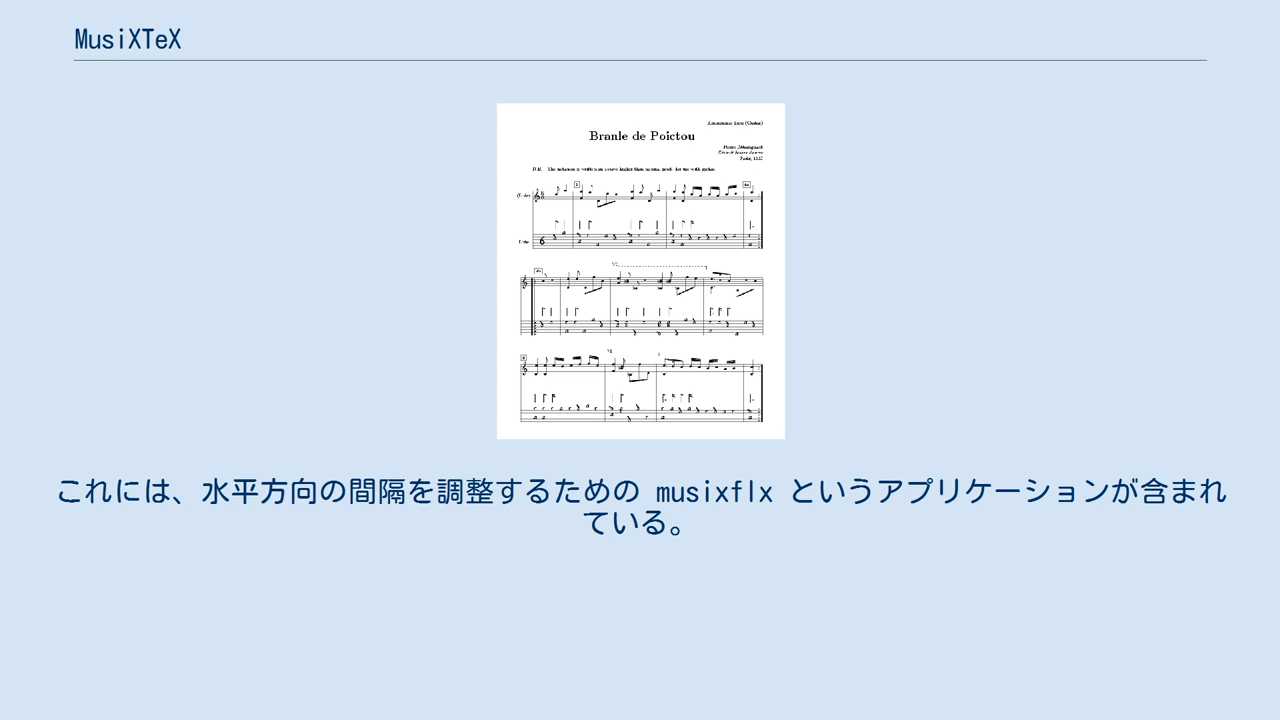 MusiXTeX
Branle de Poictou
これには、水平方向の間隔を調整するための musixflx というアプリケーションが含まれ
ている。